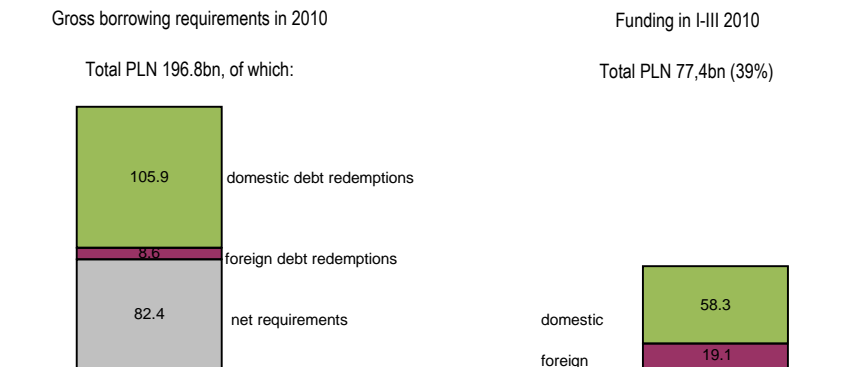 Gross borrowing requirements in 2010
Total PLN 196.8bn, of which:
105.9 domestic debt redemptions
8.6 foreign debt redemptions
82.4 net requirements
Funding in I-III 2010
Total PLN 77,4bn (39%)
domestic 58.3
foreign 19.1